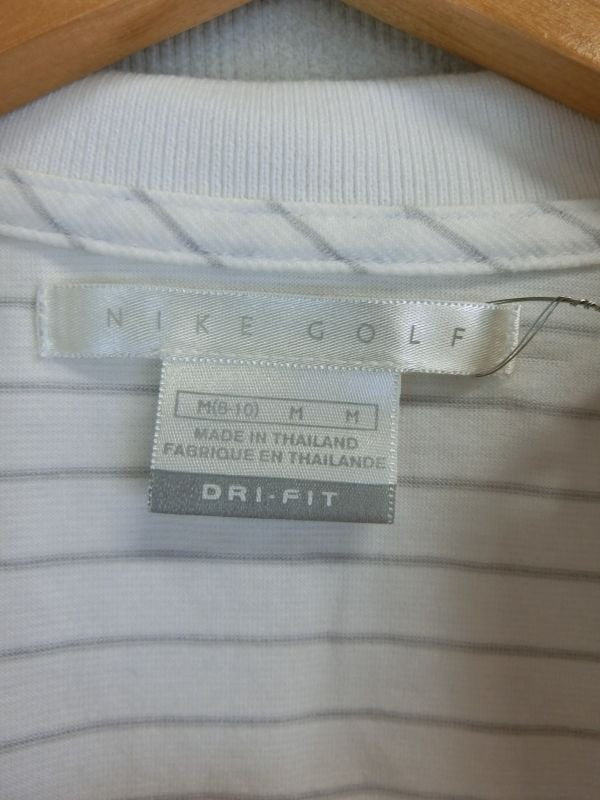 NIKE GOLF
M(8-10) M M
MADE IN THAILAND
FABRIQUE EN THAILANDE
DRI-FIT